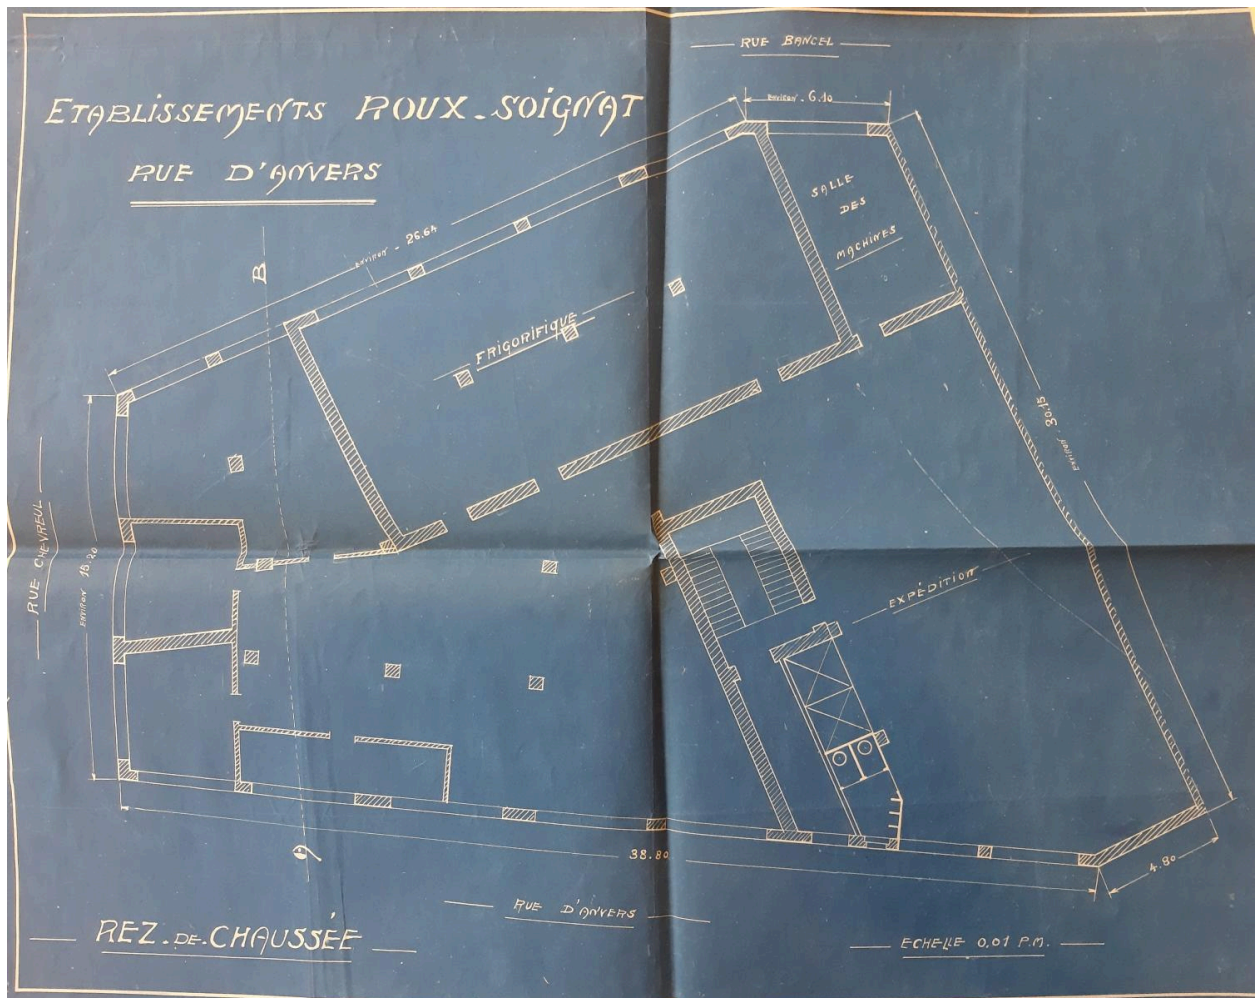 RUE BANCEL
ETABLISSEMENTS ROUX-SOIGNAT
RUE D'ANVERS
ENVIRON - 6.10
SALLE
DES
MACHINES
ENVIRON - 26.64
B
FRIGORIFIQUE
ENVIRON 30.15
RUE CHEVREUL
ENVIRON 18.20
EXPÉDITION
38.80
4.80
RUE D'ANVERS
REZ-DE-CHAUSSÉE
ECHELLE 0,01 P.M.